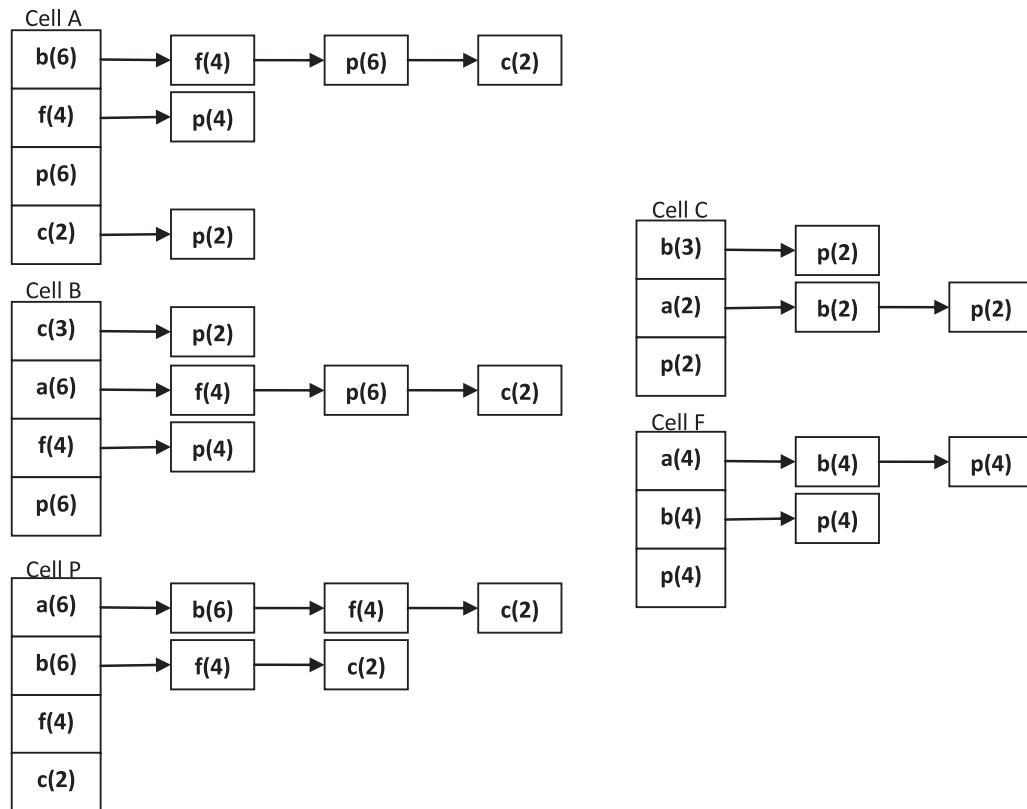 Cell A
b(6) f(4) p(6) c(2)
f(4) p(4)
p(6)
c(2) p(2)
Cell B
c(3) p(2)
a(6) f(4) p(6) c(2)
f(4) p(4)
p(6)
Cell P
a(6) b(6) f(4) c(2)
b(6) f(4) c(2)
f(4)
c(2)
Cell C
b(3) p(2)
a(2) b(2) p(2)
p(2)
Cell F
a(4) b(4) p(4)
b(4) p(4)
p(4)